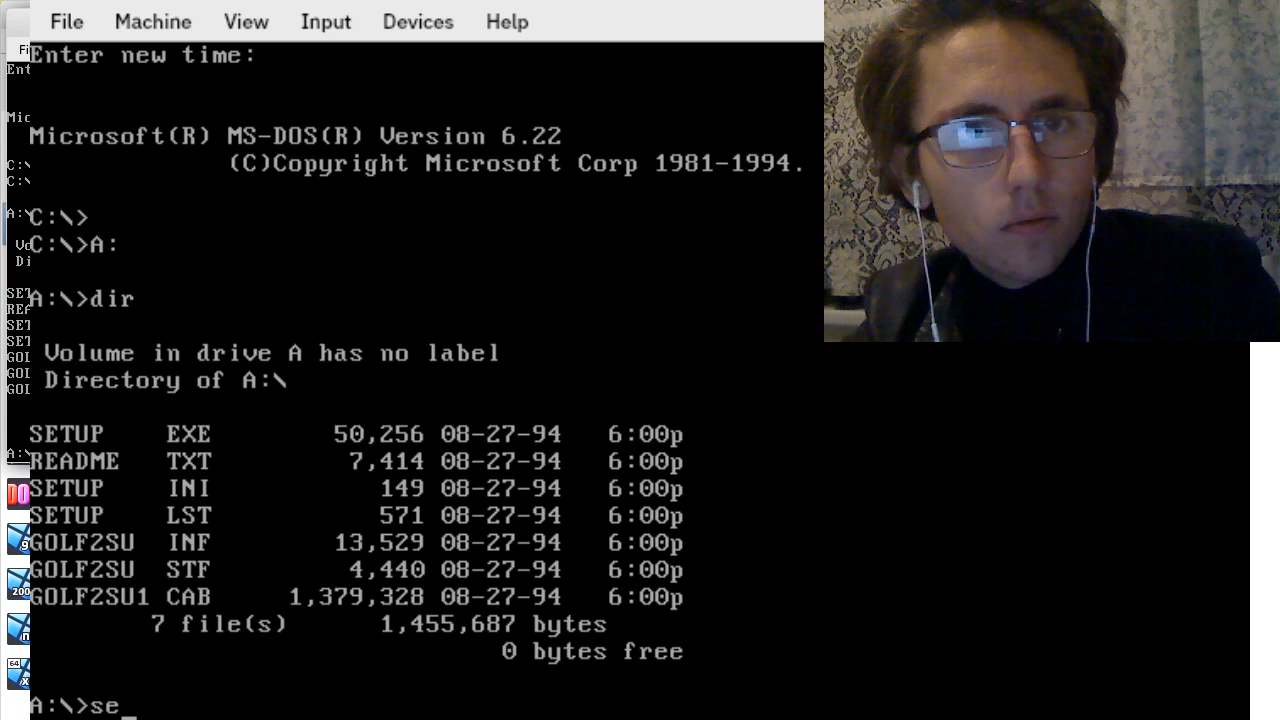 File Machine View Input Devices Help
Enter new time:
Microsoft(R) MS-DOS(R) Version 6.22
(C)Copyright Microsoft Corp 1981-1994.
C:\>
C:\>A:
A:\>dir
Volume in drive A has no label
Directory of A:\
SETUP EXE 50,256 08-27-94 6:00p
README TXT 7,414 08-27-94 6:00p
SETUP INI 149 08-27-94 6:00p
SETUP LST 571 08-27-94 6:00p
GOLF2SU INF 13,529 08-27-94 6:00p
GOLF2SU STF 4,440 08-27-94 6:00p
GOLF2SU1 CAB 1,379,328 08-27-94 6:00p
7 file(s) 1,455,687 bytes
0 bytes free
A:\>se_